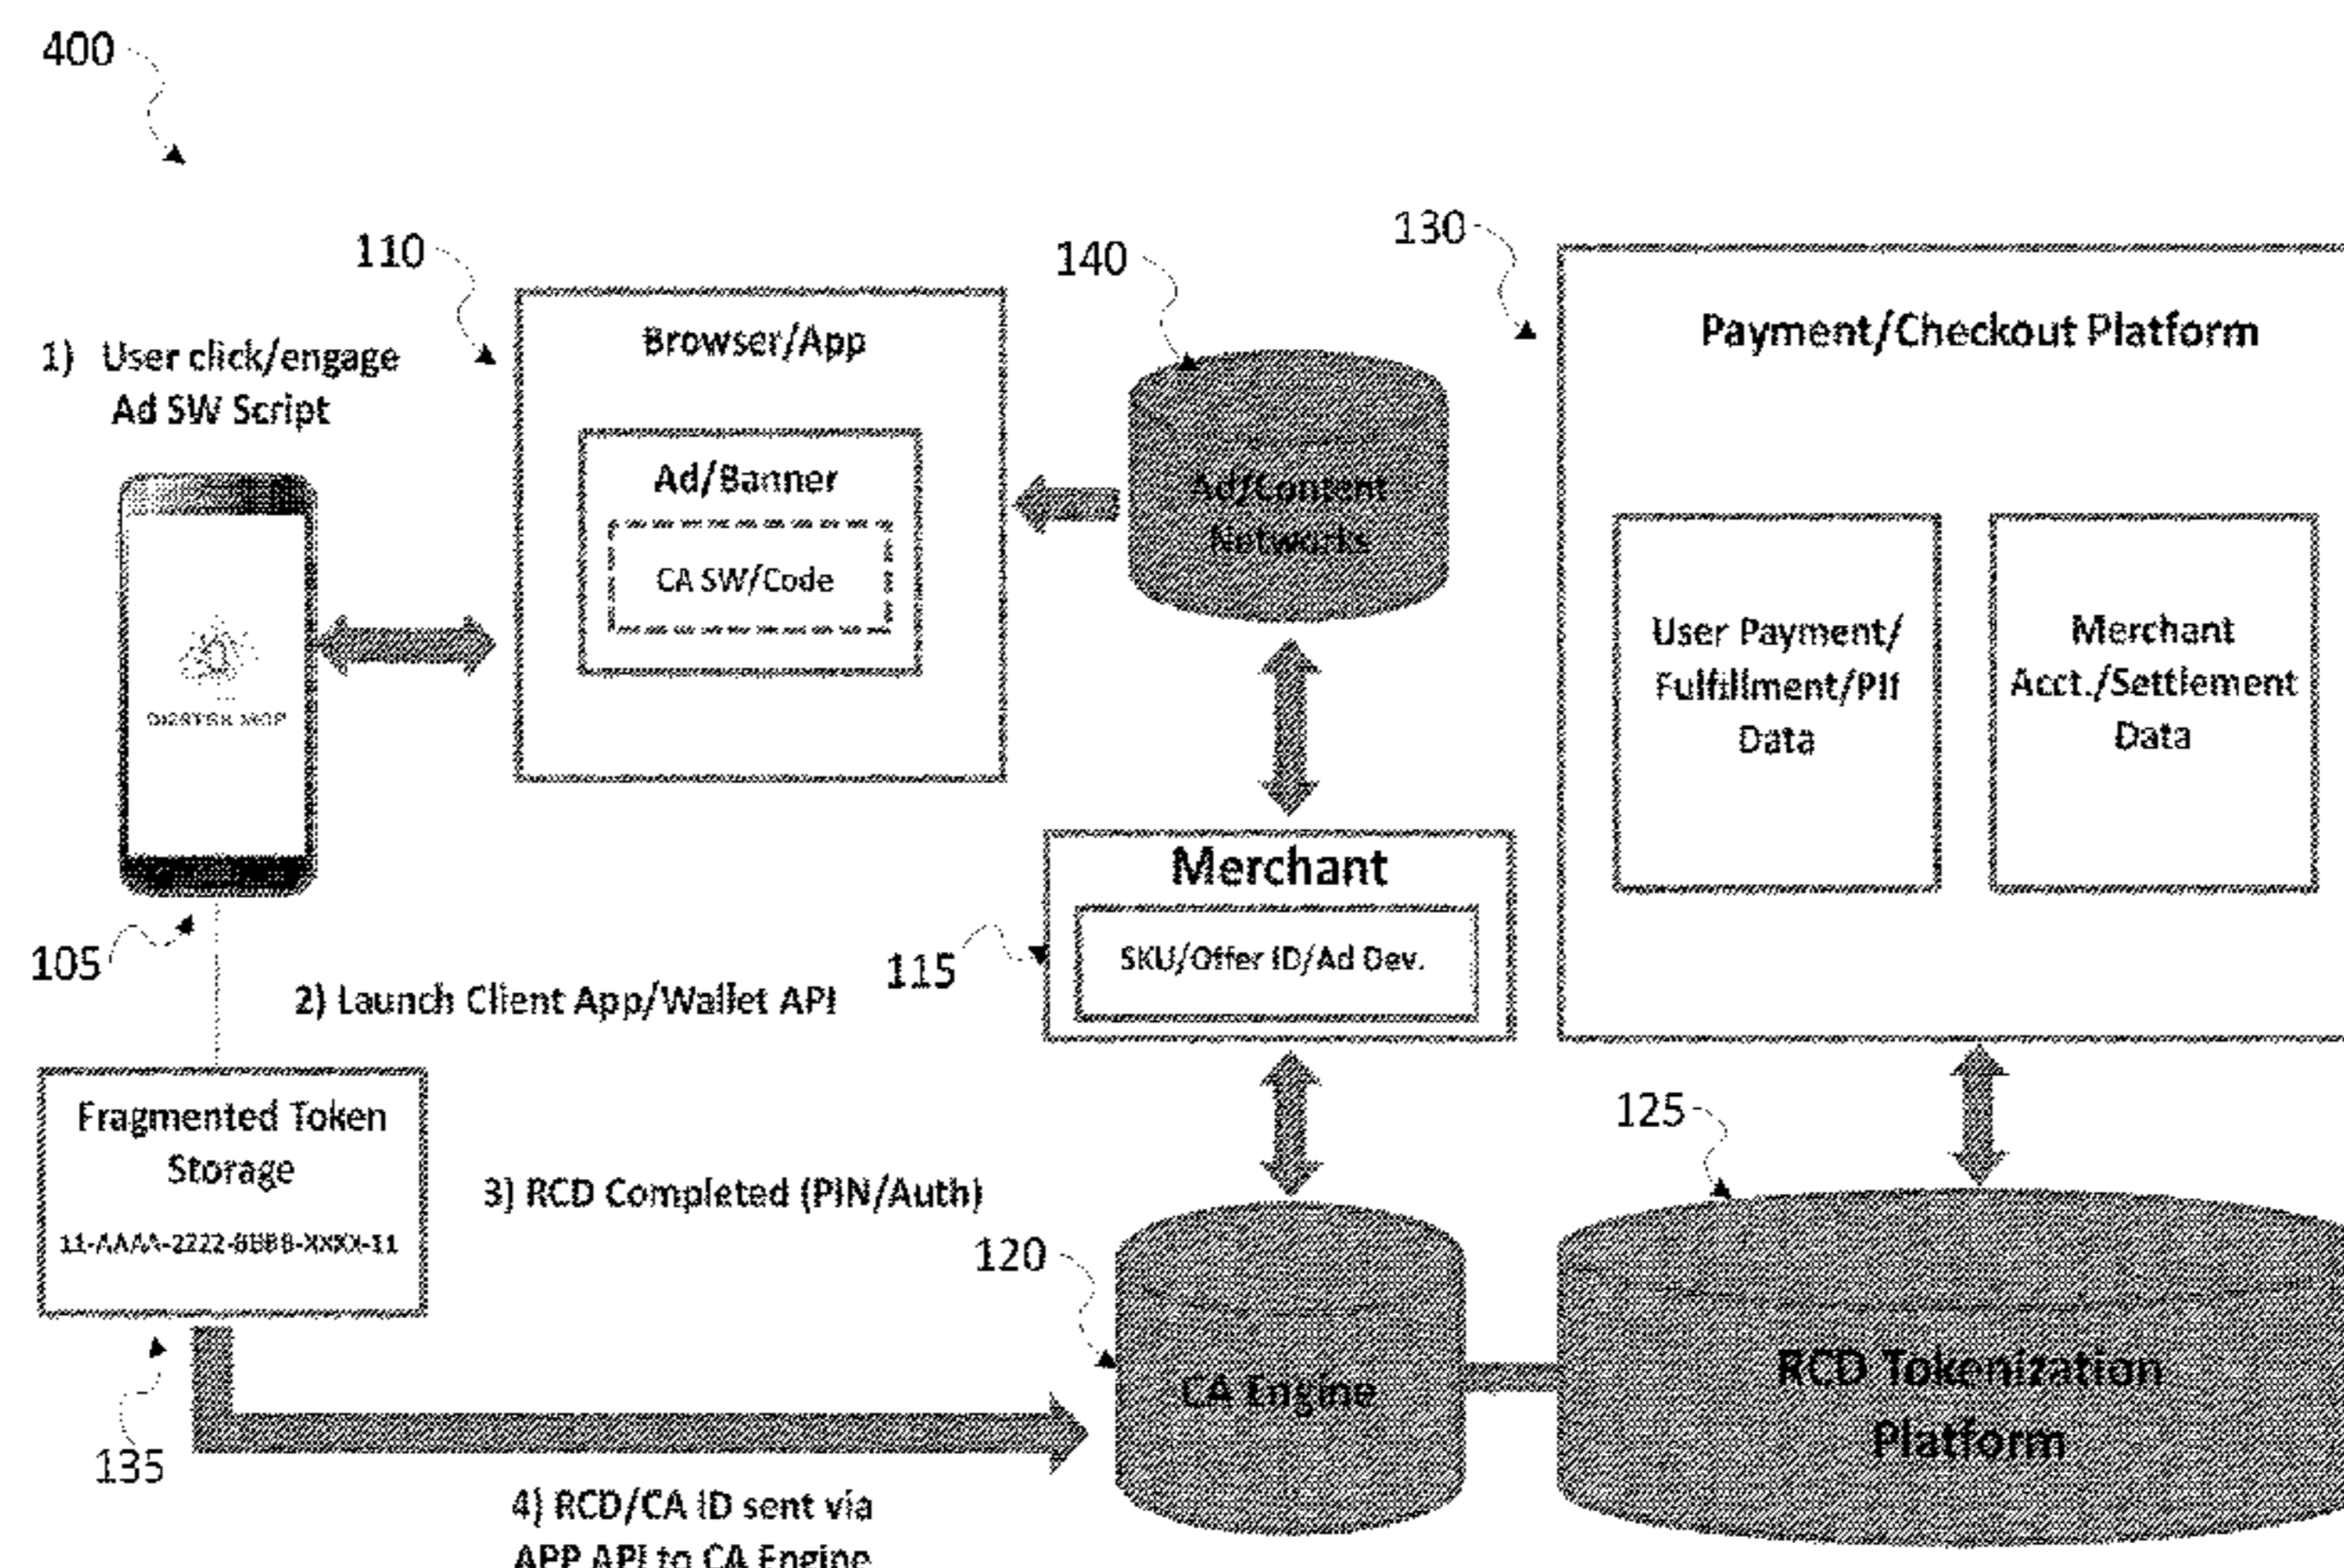 400
110
140
130
1) User click/engage
Ad SW Script
Browser/App
Ad/Banner
CA SW/Code
Ad/Content
Networks
Payment/Checkout Platform
User Payment/
Fulfillment/PII
Data
Merchant
Acct./Settlement
Data
105
Merchant
SKU/Offer ID/Ad Dev.
115
2) Launch Client App/Wallet API
Fragmented Token
Storage
11-AAAA-2222-BBBB-XXXX-11
3) RCD Completed (PIN/Auth)
125
120
CA Engine
RCD Tokenization
Platform
135
4) RCD/CA ID sent via
APP API to CA Engine